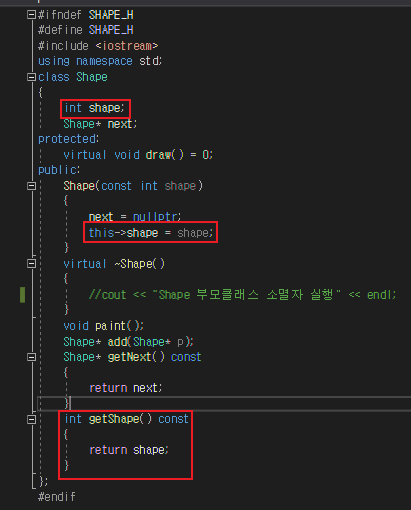 #ifndef SHAPE_H
#define SHAPE_H
#include <iostream>
using namespace std;
class Shape
{
int shape;
Shape* next;
protected:
virtual void draw() = 0;
public:
Shape(const int shape)
{
next = nullptr;
this->shape = shape;
}
virtual ~Shape()
{
//cout << "Shape 부모클래스 소멸자 실행" << endl;
}
void paint();
Shape* add(Shape* p);
Shape* getNext() const
{
return next;
}
int getShape() const
{
return shape;
}
};
#endif